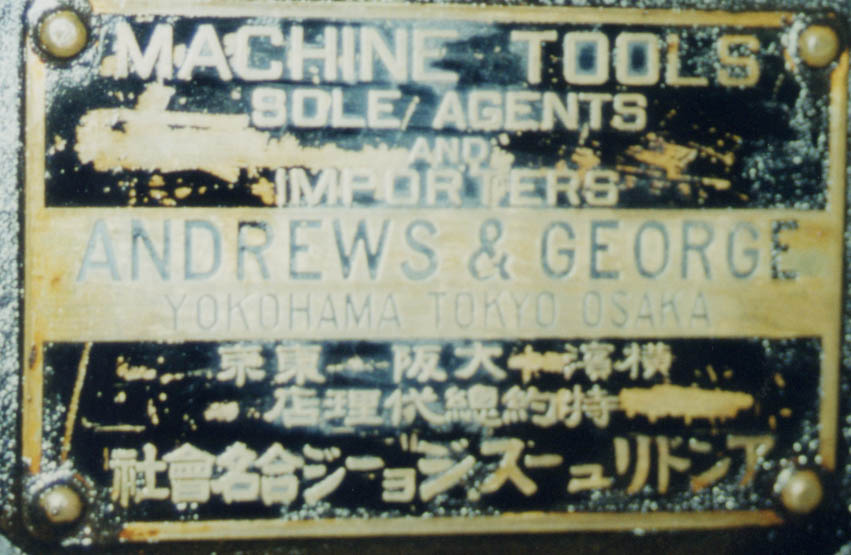 MACHINE TOOLS
SOLE AGENTS
AND
IMPORTERS
ANDREWS & GEORGE
YOKOHAMA TOKYO OSAKA
橫濱 大阪 東京
特約總代理店
アンドリュース.ジョージ合名會社